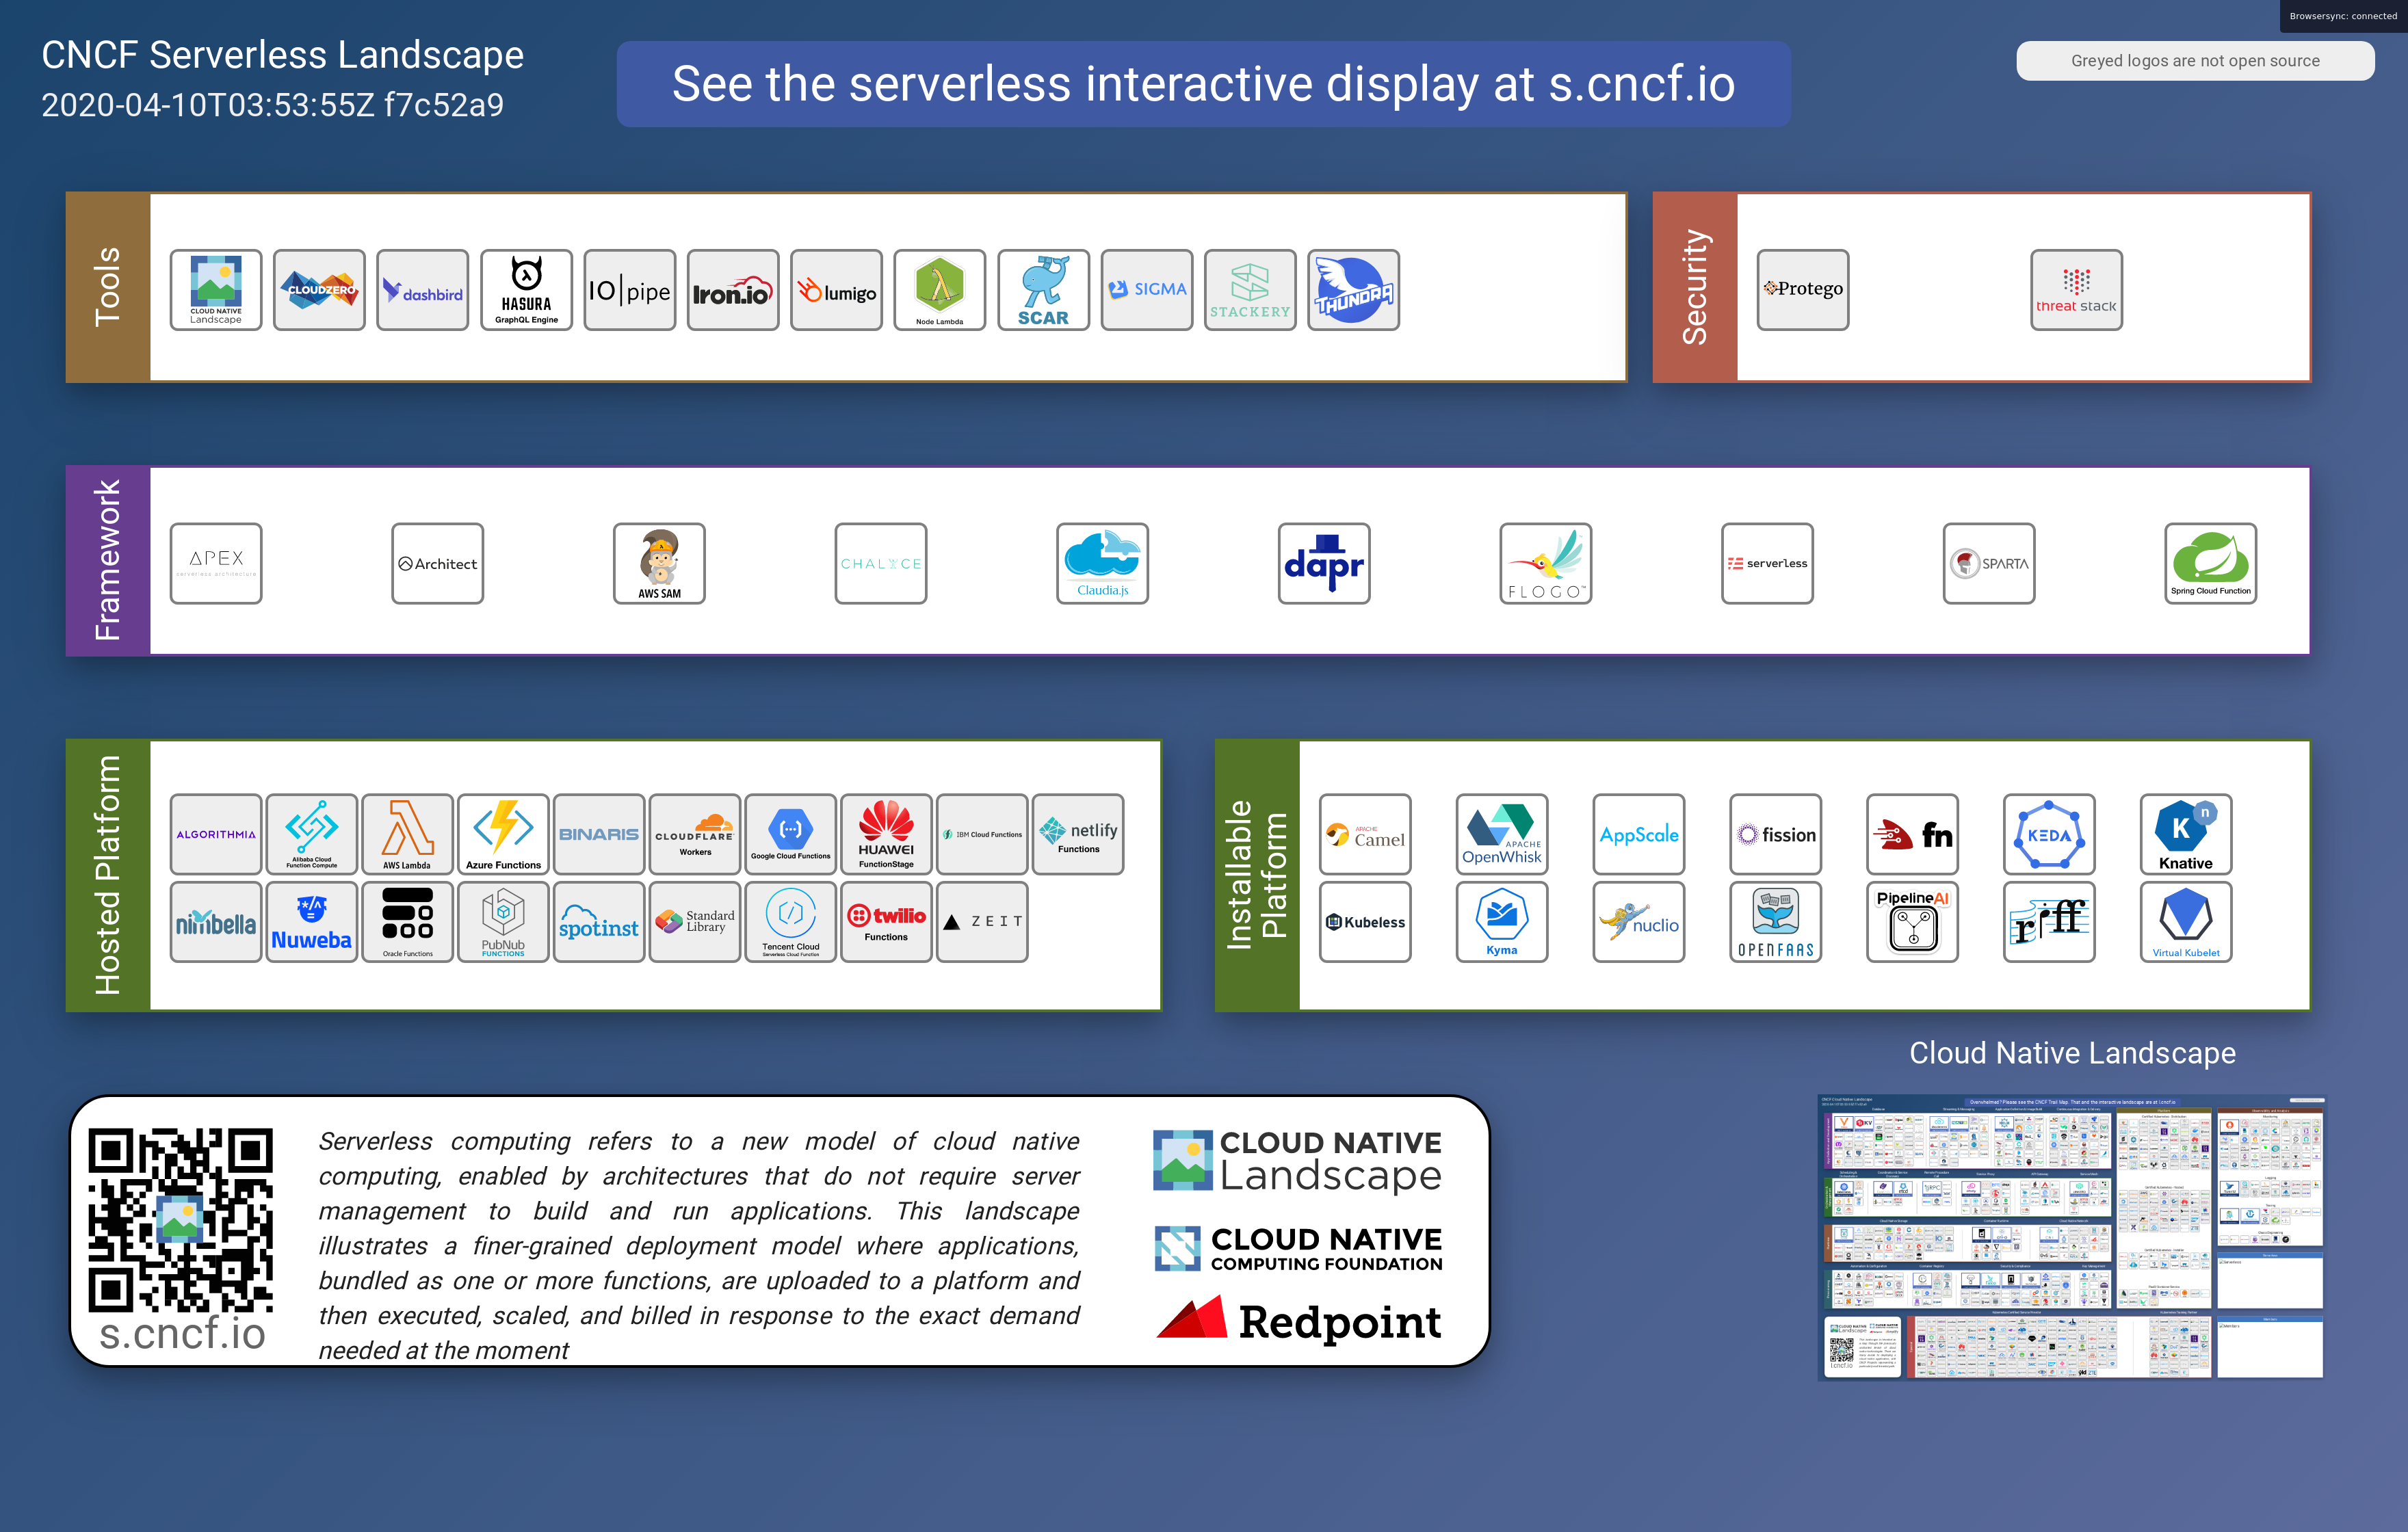 Browsersync: connected
CNCF Serverless Landscape
2020-04-10T03:53:55Z f7c52a9
See the serverless interactive display at s.cncf.io
Greyed logos are not open source
Tools
CLOUD NATIVE
Landscape
CLOUDZERO
dashbird
HASURA
GraphQL Engine
IO|pipe
Iron.io
lumigo
Node Lambda
SCAR
SIGMA
STACKERY
THUNDRA
Security
Protego
threat stack
Framework
APEX
serverless architecture
Architect
AWS SAM
CHALICE
Claudia.js
dapr
FLOGO™
serverless
SPARTA
Spring Cloud Function
Hosted Platform
ALGORITHMIA
Alibaba Cloud
Function Compute
AWS Lambda
Azure Functions
BINARIS
CLOUDFLARE
Workers
Google Cloud Functions
HUAWEI
FunctionStage
IBM Cloud Functions
netlify
Functions
nimbella
</>
Nuweba
Oracle Functions
PubNub
FUNCTIONS
spotinst
Standard
Library
Tencent Cloud
Serverless Cloud Function
twilio
Functions
ZEIT
Installable
Platform
APACHE
Camel
APACHE
OpenWhisk
AppScale
fission
fn
KEDA
K n
Knative
Kubeless
Kyma
nuclio
OPENFAAS
PipelineAI
riff
Virtual Kubelet
Cloud Native Landscape
s.cncf.io
Serverless computing refers to a new model of cloud native
computing, enabled by architectures that do not require server
management to build and run applications. This landscape
illustrates a finer-grained deployment model where applications,
bundled as one or more functions, are uploaded to a platform and
then executed, scaled, and billed in response to the exact demand
needed at the moment
CLOUD NATIVE
Landscape
CLOUD NATIVE
COMPUTING FOUNDATION
Redpoint